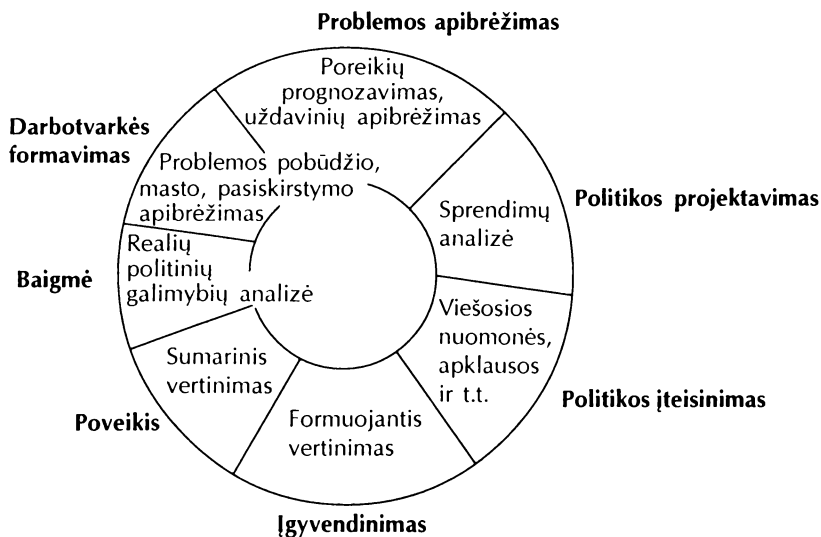 Problemos apibrėžimas
Poreikių
prognozavimas,
uždavinių apibrėžimas
Darbotvarkės
formavimas
Problemos pobūdžio,
masto, pasiskirstymo
apibrėžimas
Sprendimų
analizė
Politikos projektavimas
Realių
politinių
galimybių analizė
Baigmė
Viešosios
nuomonės,
apklausos
ir t.t.
Politikos įteisinimas
Sumarinis
vertinimas
Poveikis
Formuojantis
vertinimas
Įgyvendinimas